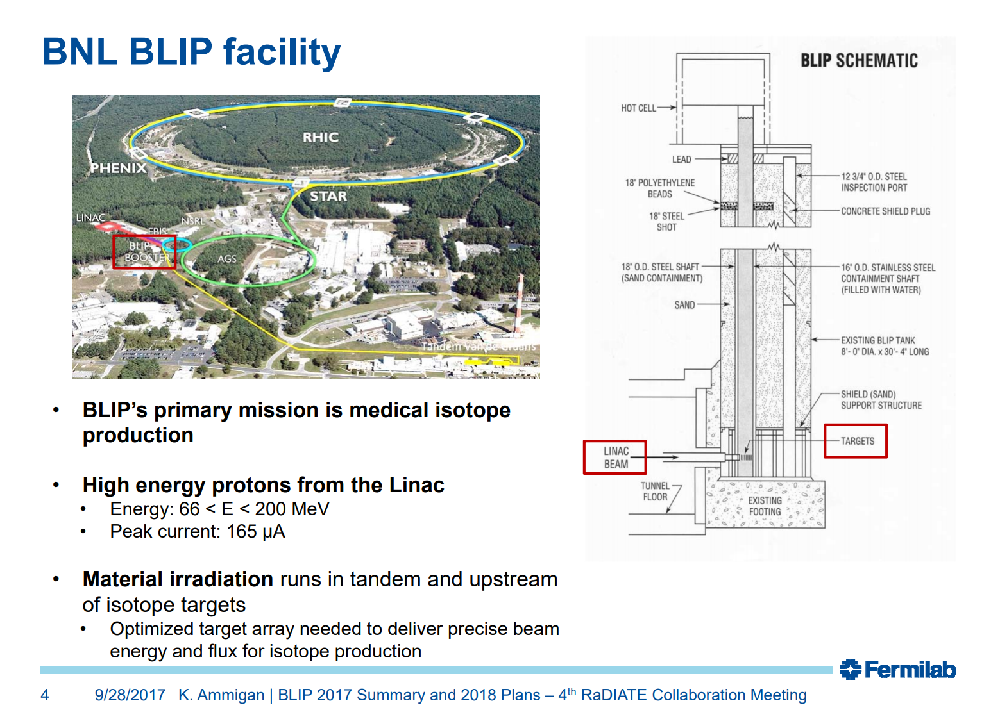 BNL BLIP facility
RHIC
PHENIX
STAR
LINAC
NSRL
EBIS
BLIP
BOOSTER
AGS
Tandem Van de Graafs
• BLIP’s primary mission is medical isotope
production
• High energy protons from the Linac
• Energy: 66 < E < 200 MeV
• Peak current: 165 µA
• Material irradiation runs in tandem and upstream
of isotope targets
• Optimized target array needed to deliver precise beam
energy and flux for isotope production
BLIP SCHEMATIC
HOT CELL
LEAD
18" POLYETHYLENE
BEADS
18" STEEL
SHOT
12 3/4" O.D. STEEL
INSPECTION PORT
CONCRETE SHIELD PLUG
18" O.D. STEEL SHAFT
(SAND CONTAINMENT)
SAND
16" O.D. STAINLESS STEEL
CONTAINMENT SHAFT
(FILLED WITH WATER)
EXISTING BLIP TANK
8'- 0" DIA. x 30'- 4" LONG
SHIELD (SAND)
SUPPORT STRUCTURE
TARGETS
LINAC
BEAM
TUNNEL
FLOOR
EXISTING
FOOTING
Fermilab
4 9/28/2017 K. Ammigan | BLIP 2017 Summary and 2018 Plans – 4th RaDIATE Collaboration Meeting